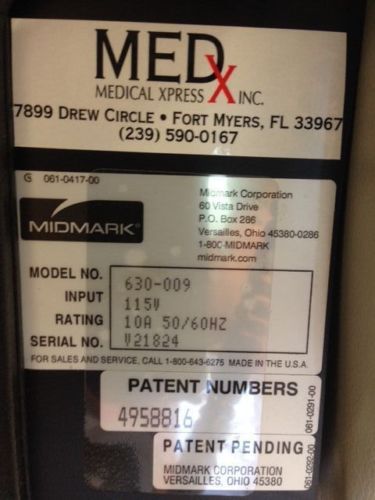 MEDX
MEDICAL XPRESS INC.
7899 DREW CIRCLE • FORT MYERS, FL 33967
(239) 590-0167
G 061-0417-00
MIDMARK®
Midmark Corporation
60 Vista Drive
P.O. Box 286
Versailles, Ohio 45380-0286
1-800-MIDMARK
midmark.com
MODEL NO. 630-009
INPUT 115V
RATING 10A 50/60HZ
SERIAL NO. V21824
FOR SALES AND SERVICE, CALL 1-800-643-6275 MADE IN THE U.S.A.
PATENT NUMBERS
4958816
061-0291-00
PATENT PENDING
MIDMARK CORPORATION
VERSAILLES, OHIO 45380
061-0292-00